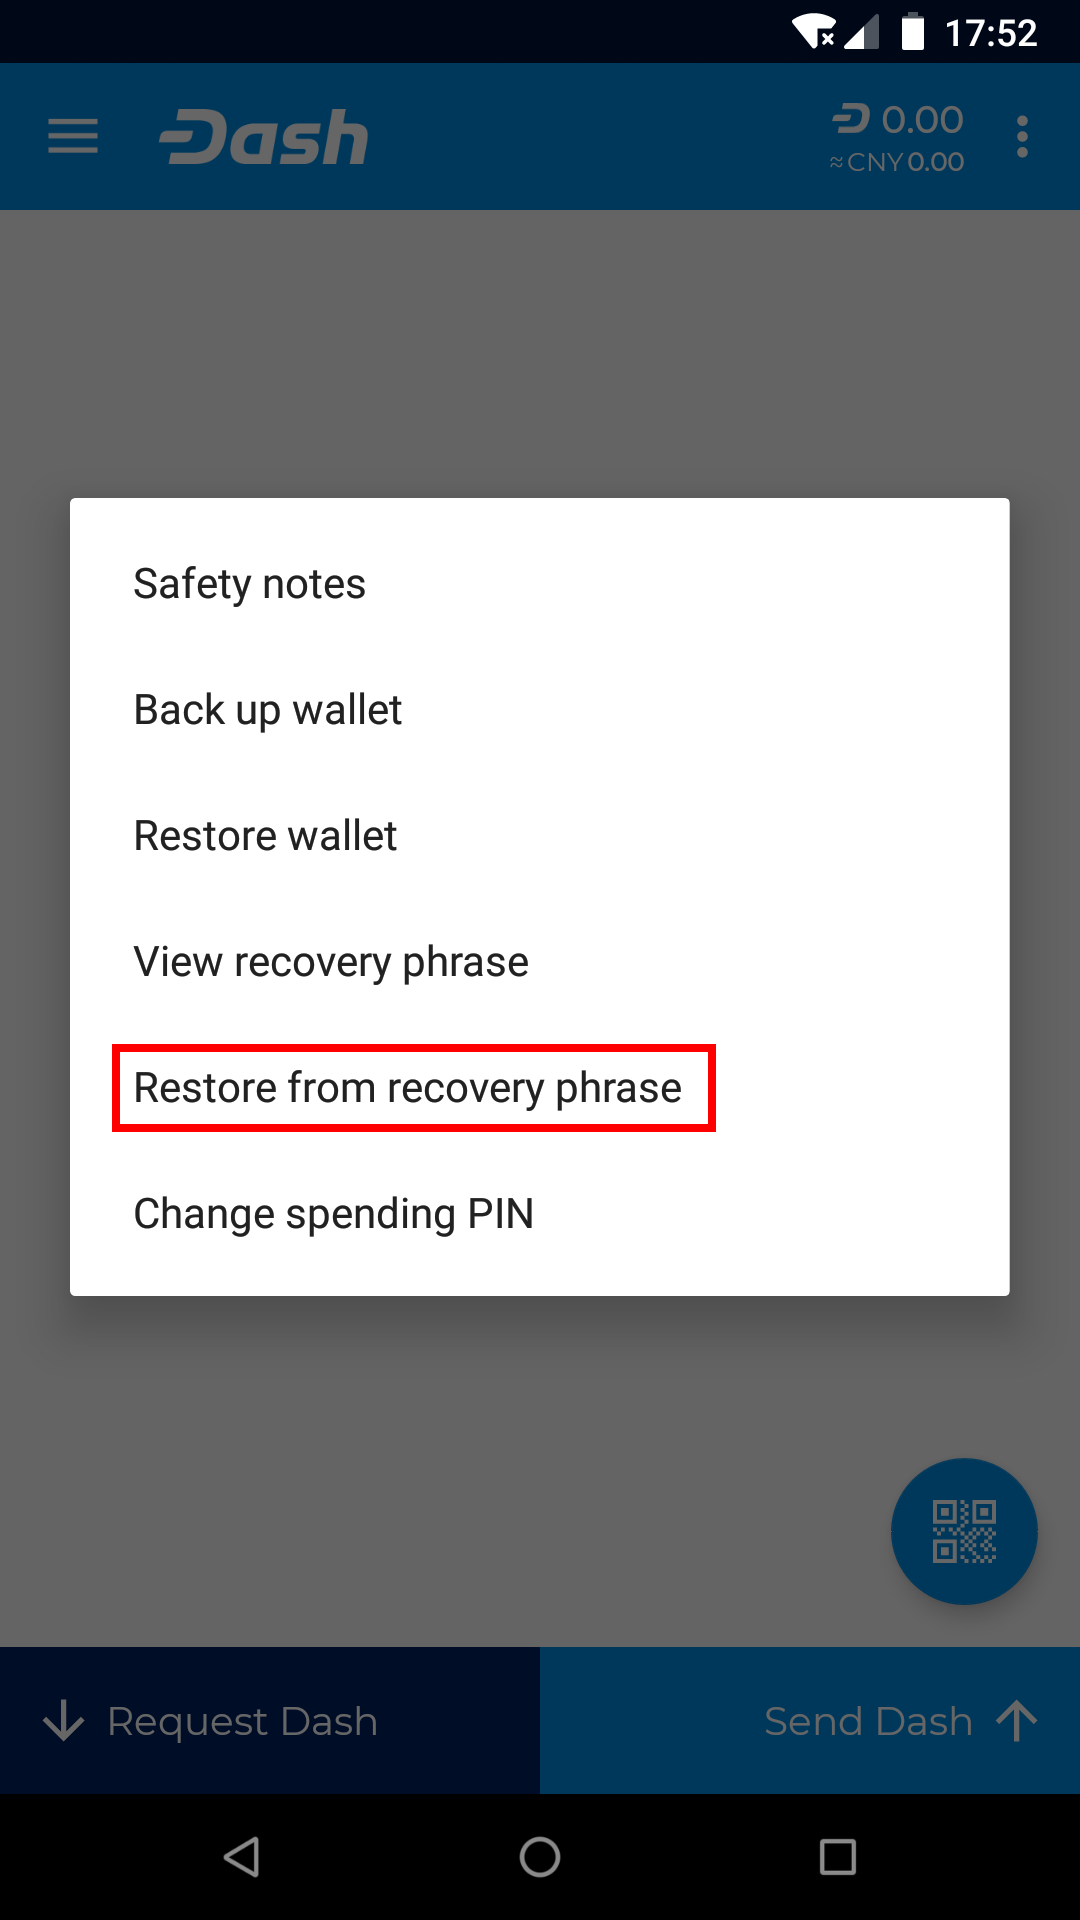 17:52
Dash
0.00
≈CNY 0.00
Safety notes
Back up wallet
Restore wallet
View recovery phrase
Restore from recovery phrase
Change spending PIN
Request Dash
Send Dash